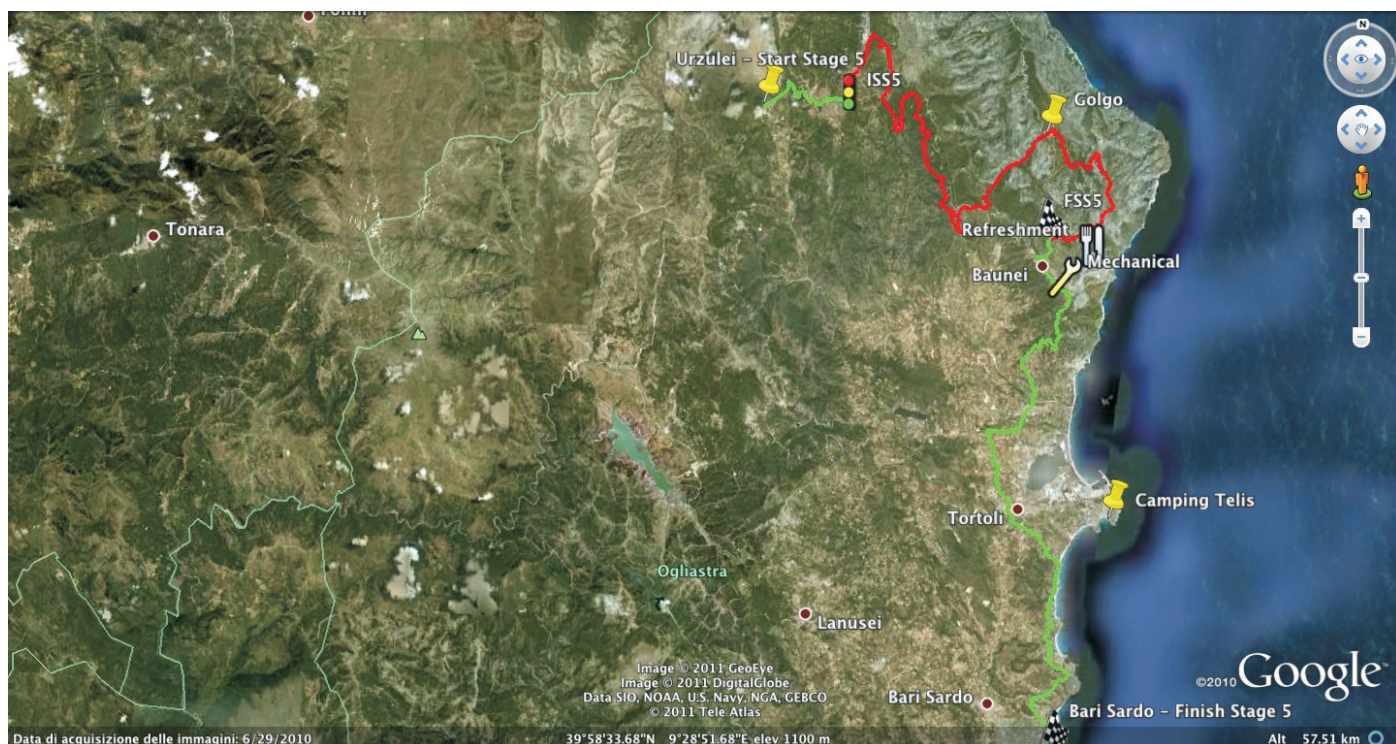 Urzulei - Start Stage 5
ISS5
Golgo
FSS5
Tonara
Refreshment
Mechanical
Baunei
Camping Telis
Tortoli
Ogliastra
Lanusei
Image © 2011 GeoEye
Image © 2011 DigitalGlobe
Data SIO, NOAA, U.S. Navy, NGA, GEBCO
© 2011 Tele Atlas
©2010 Google
Bari Sardo
Bari Sardo - Finish Stage 5
Data di acquisizione delle immagini: 6/29/2010
39°58'33.68"N 9°28'51.68"E elev 1100 m
Alt 57.51 km
N